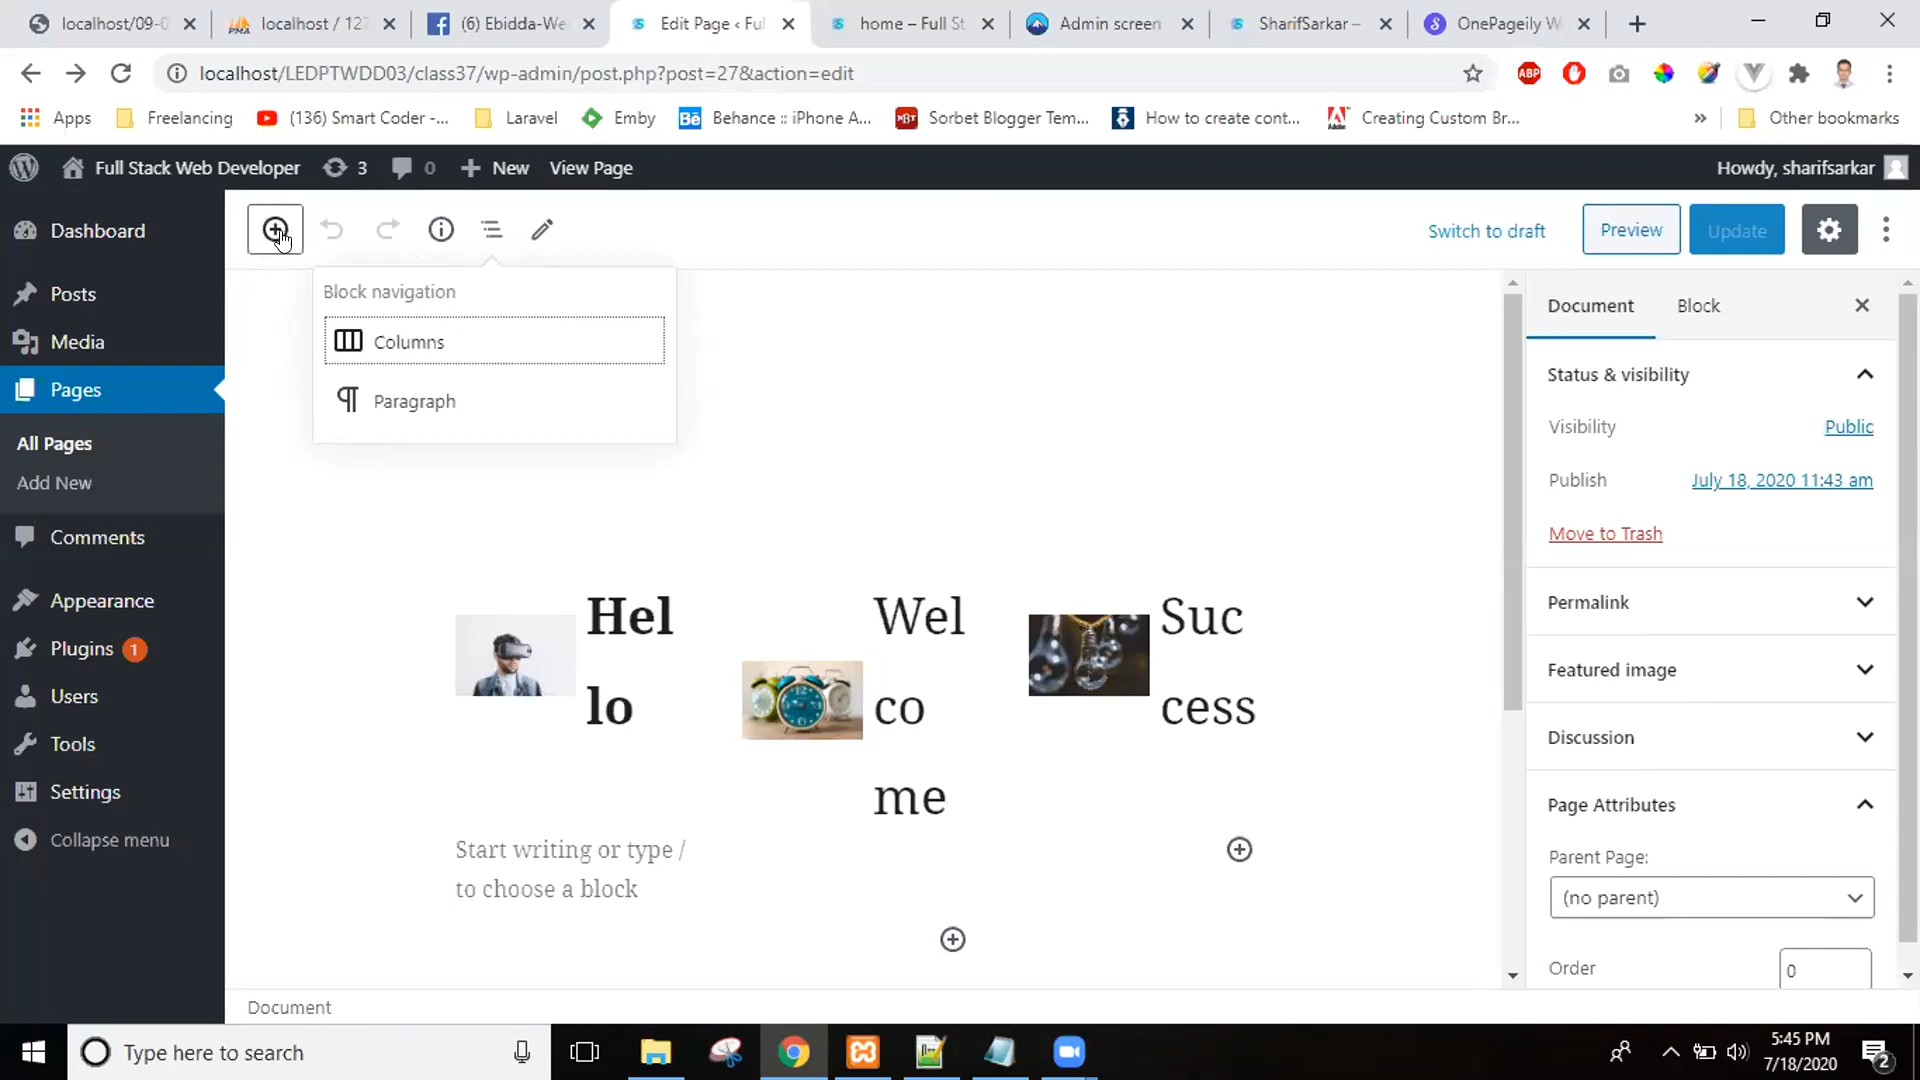 localhost/09-0
localhost / 127
(6) Ebidda-We
Edit Page ‹ Ful
home – Full St
Admin screen
SharifSarkar –
OnePageily W
localhost/LEDPTWDD03/class37/wp-admin/post.php?post=27&action=edit
ABP
Apps
Freelancing
(136) Smart Coder -...
Laravel
Emby
Behance :: iPhone A...
Sorbet Blogger Tem...
How to create cont...
Creating Custom Br...
»
Other bookmarks
Full Stack Web Developer
3
0
New
View Page
Howdy, sharifsarkar
Dashboard
Posts
Media
Pages
All Pages
Add New
Comments
Appearance
Plugins 1
Users
Tools
Settings
Collapse menu
Switch to draft
Preview
Update
Block navigation
Columns
Paragraph
Hel
lo
Wel
co
me
Suc
cess
Start writing or type /
to choose a block
Document
Document
Block
Status & visibility
Visibility
Public
Publish
July 18, 2020 11:43 am
Move to Trash
Permalink
Featured image
Discussion
Page Attributes
Parent Page:
(no parent)
Order
0
Type here to search
5:45 PM
7/18/2020
2